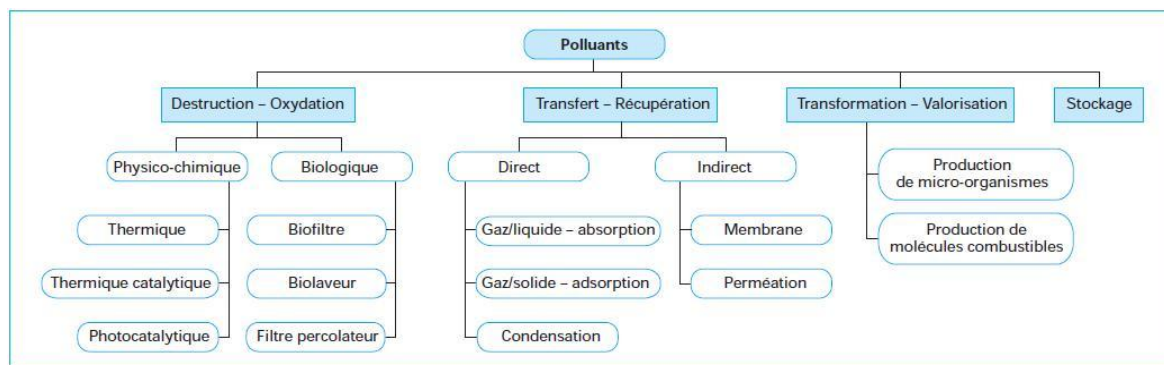 Polluants
Destruction – Oxydation
Transfert – Récupération
Transformation – Valorisation
Stockage
Physico-chimique
Biologique
Direct
Indirect
Production
de micro-organismes
Thermique
Biofiltre
Gaz/liquide – absorption
Membrane
Production de
molécules combustibles
Thermique catalytique
Biolaveur
Gaz/solide – adsorption
Perméation
Photocatalytique
Filtre percolateur
Condensation